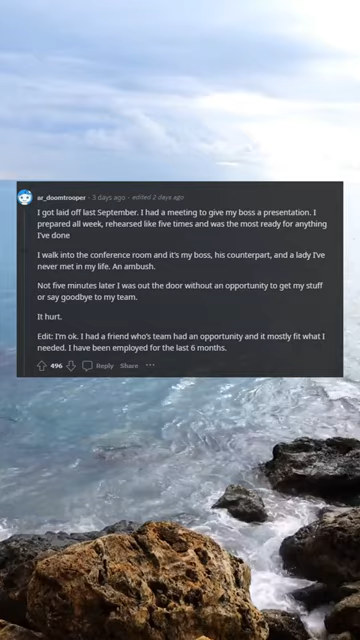 ar_doomtrooper · 3 days ago · edited 2 days ago
I got laid off last September. I had a meeting to give my boss a presentation. I
prepared all week, rehearsed like five times and was the most ready for anything
I've done
I walk into the conference room and it's my boss, his counterpart, and a lady I've
never met in my life. An ambush.
Not five minutes later I was out the door without an opportunity to get my stuff
or say goodbye to my team.
It hurt.
Edit: I'm ok. I had a friend who's team had an opportunity and it mostly fit what I
needed. I have been employed for the last 6 months.
496 Reply Share ···